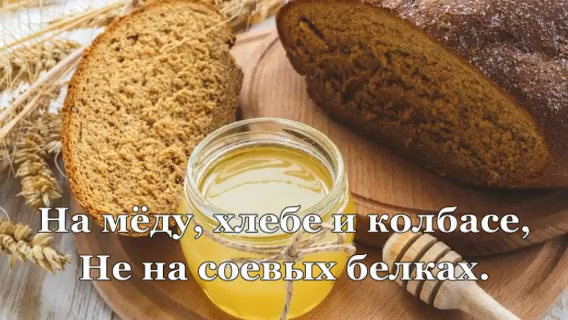 На мёду, хлебе и колбасе,
Не на соевых белках.